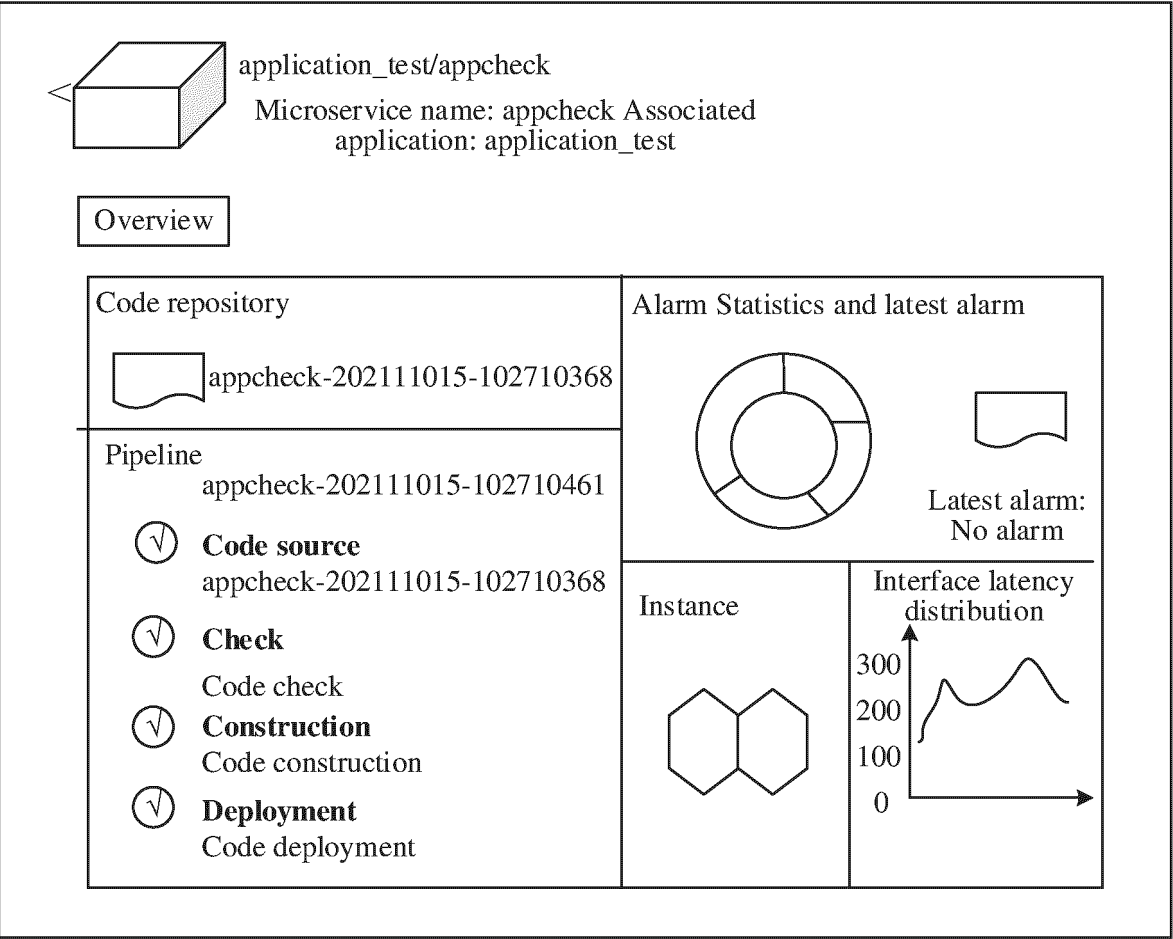 application_test/appcheck
Microservice name: appcheck Associated
application: application_test
Overview
Code repository
appcheck-202111015-102710368
Pipeline
appcheck-202111015-102710461
√
Code source
appcheck-202111015-102710368
√
Check
Code check
√
Construction
Code construction
√
Deployment
Code deployment
Alarm Statistics and latest alarm
Latest alarm:
No alarm
Instance
Interface latency
distribution
300
200
100
0